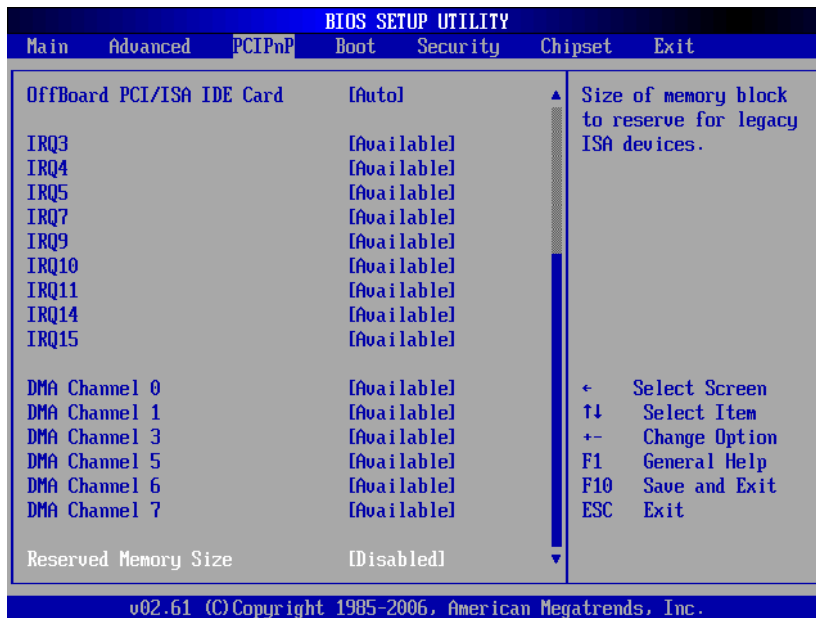 BIOS SETUP UTILITY
Main Advanced PCIPnP Boot Security Chipset Exit
OffBoard PCI/ISA IDE Card [Auto]
IRQ3 [Available]
IRQ4 [Available]
IRQ5 [Available]
IRQ7 [Available]
IRQ9 [Available]
IRQ10 [Available]
IRQ11 [Available]
IRQ14 [Available]
IRQ15 [Available]
DMA Channel 0 [Available]
DMA Channel 1 [Available]
DMA Channel 3 [Available]
DMA Channel 5 [Available]
DMA Channel 6 [Available]
DMA Channel 7 [Available]
Reserved Memory Size [Disabled]
Size of memory block
to reserve for legacy
ISA devices.
← Select Screen
↑↓ Select Item
+- Change Option
F1 General Help
F10 Save and Exit
ESC Exit
v02.61 (C)Copyright 1985-2006, American Megatrends, Inc.